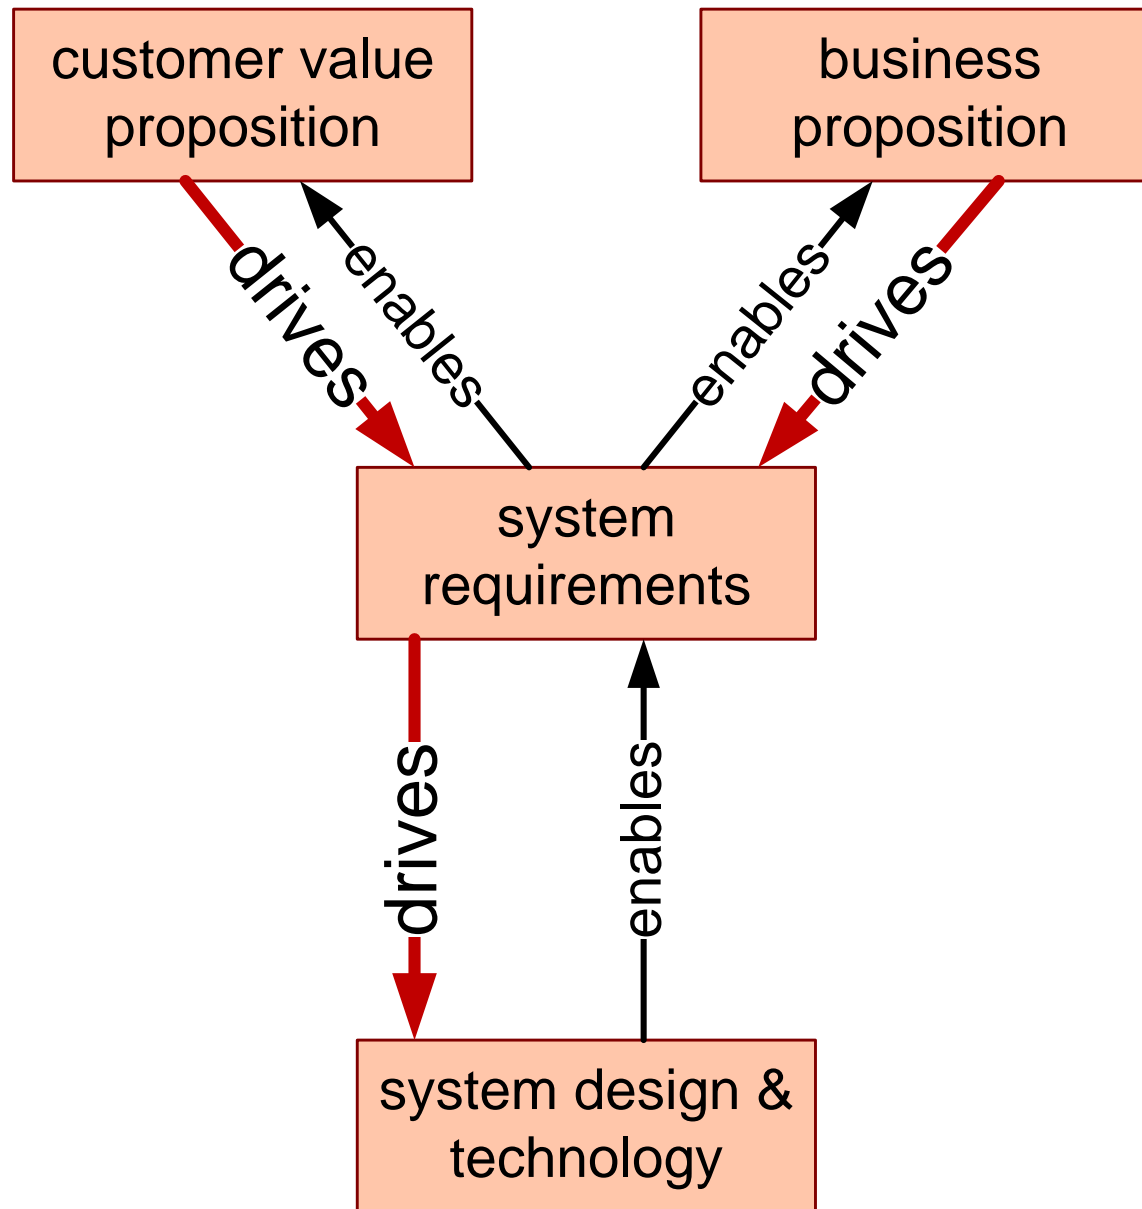 customer value
proposition
business
proposition
drives
enables
enables
drives
system
requirements
drives
enables
system design &
technology